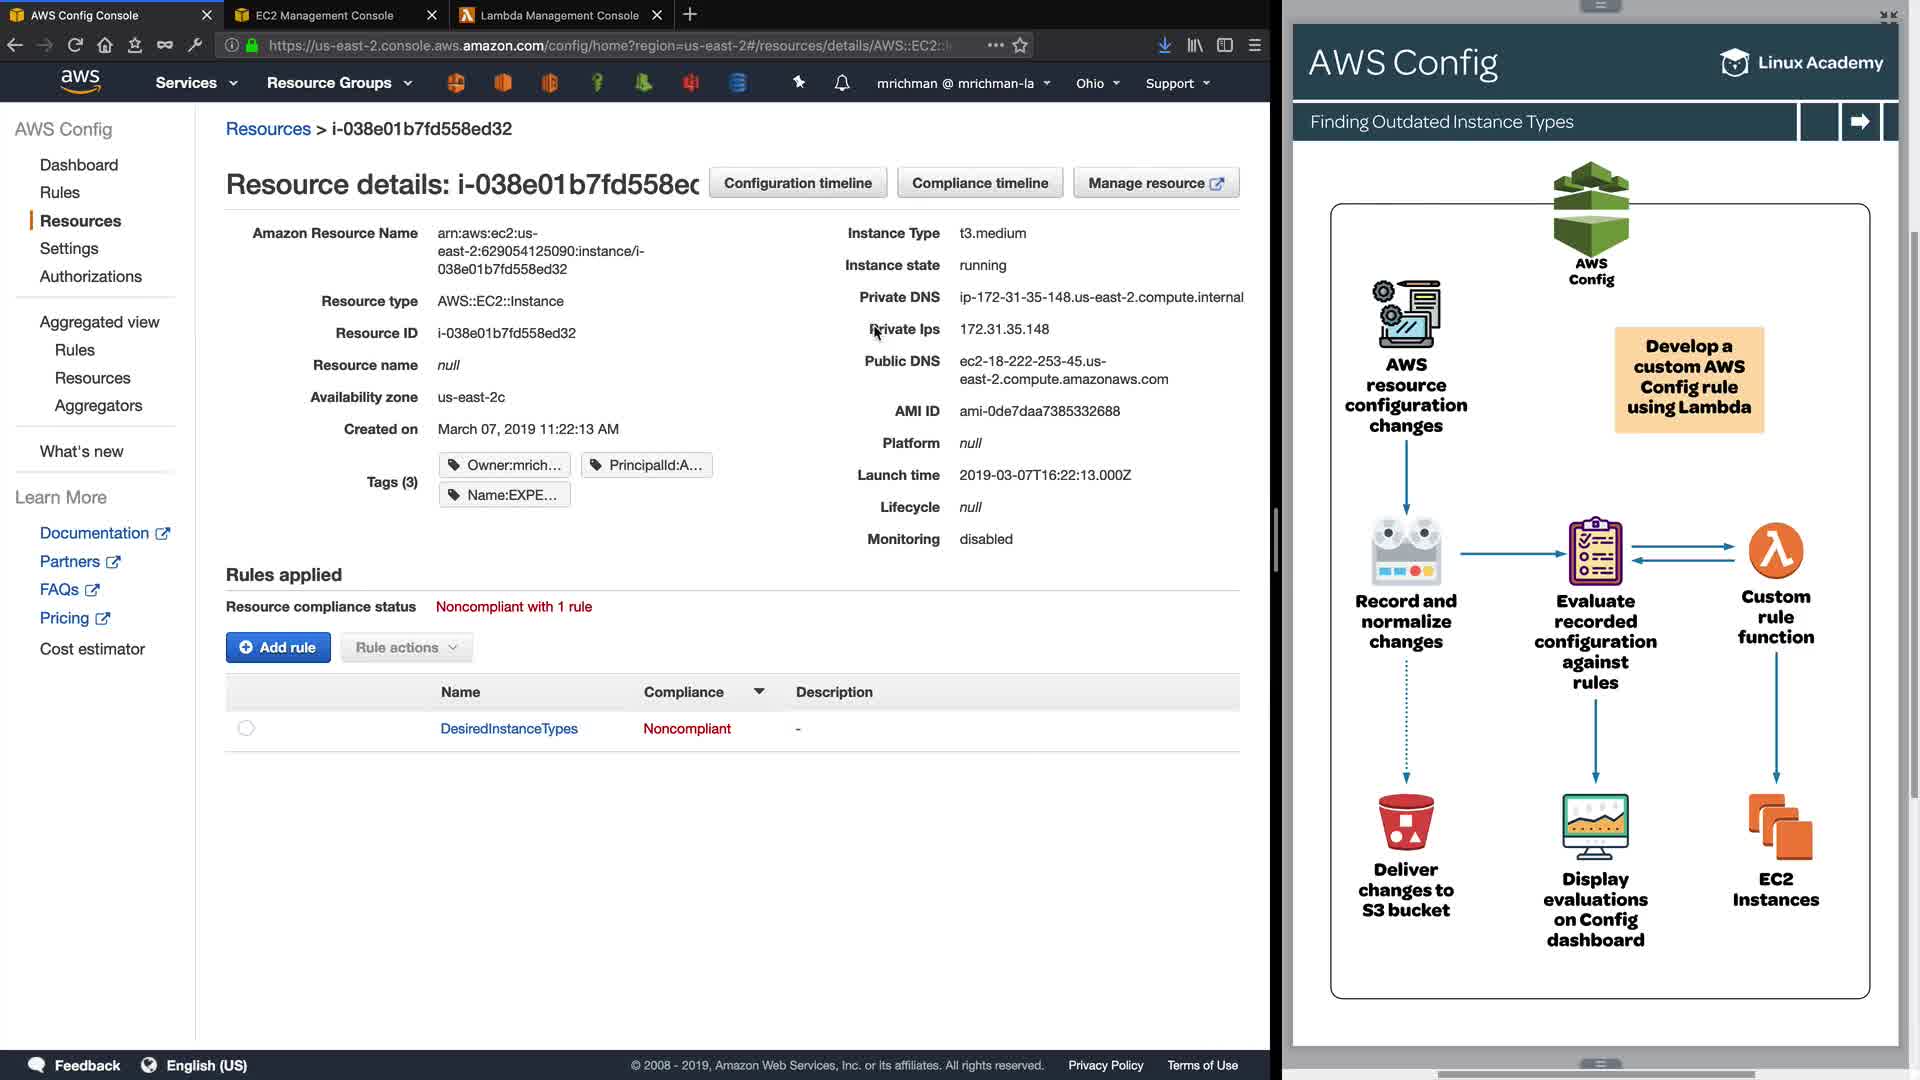 AWS Config Console
EC2 Management Console
Lambda Management Console
https://us-east-2.console.aws.amazon.com/config/home?region=us-east-2#/resources/details/AWS::EC2::
aws
Services
Resource Groups
mrichman @ mrichman-la
Ohio
Support
AWS Config
Dashboard
Rules
Resources
Settings
Authorizations
Aggregated view
Rules
Resources
Aggregators
What's new
Learn More
Documentation
Partners
FAQs
Pricing
Cost estimator
Resources > i-038e01b7fd558ed32
Resource details: i-038e01b7fd558ec
Configuration timeline
Compliance timeline
Manage resource
Amazon Resource Name
arn:aws:ec2:us-
east-2:629054125090:instance/i-
038e01b7fd558ed32
Resource type AWS::EC2::Instance
Resource ID i-038e01b7fd558ed32
Resource name null
Availability zone us-east-2c
Created on March 07, 2019 11:22:13 AM
Tags (3)
Owner:mrich...
PrincipalId:A...
Name:EXPE...
Instance Type t3.medium
Instance state running
Private DNS ip-172-31-35-148.us-east-2.compute.internal
Private Ips 172.31.35.148
Public DNS ec2-18-222-253-45.us-
east-2.compute.amazonaws.com
AMI ID ami-0de7daa7385332688
Platform null
Launch time 2019-03-07T16:22:13.000Z
Lifecycle null
Monitoring disabled
Rules applied
Resource compliance status Noncompliant with 1 rule
Add rule
Rule actions
Name Compliance Description
DesiredInstanceTypes Noncompliant -
Feedback
English (US)
© 2008 - 2019, Amazon Web Services, Inc. or its affiliates. All rights reserved.
Privacy Policy
Terms of Use
AWS Config
Linux Academy
Finding Outdated Instance Types
AWS
Config
AWS
resource
configuration
changes
Develop a
custom AWS
Config rule
using Lambda
Record and
normalize
changes
Evaluate
recorded
configuration
against
rules
Custom
rule
function
Deliver
changes to
S3 bucket
Display
evaluations
on Config
dashboard
EC2
Instances